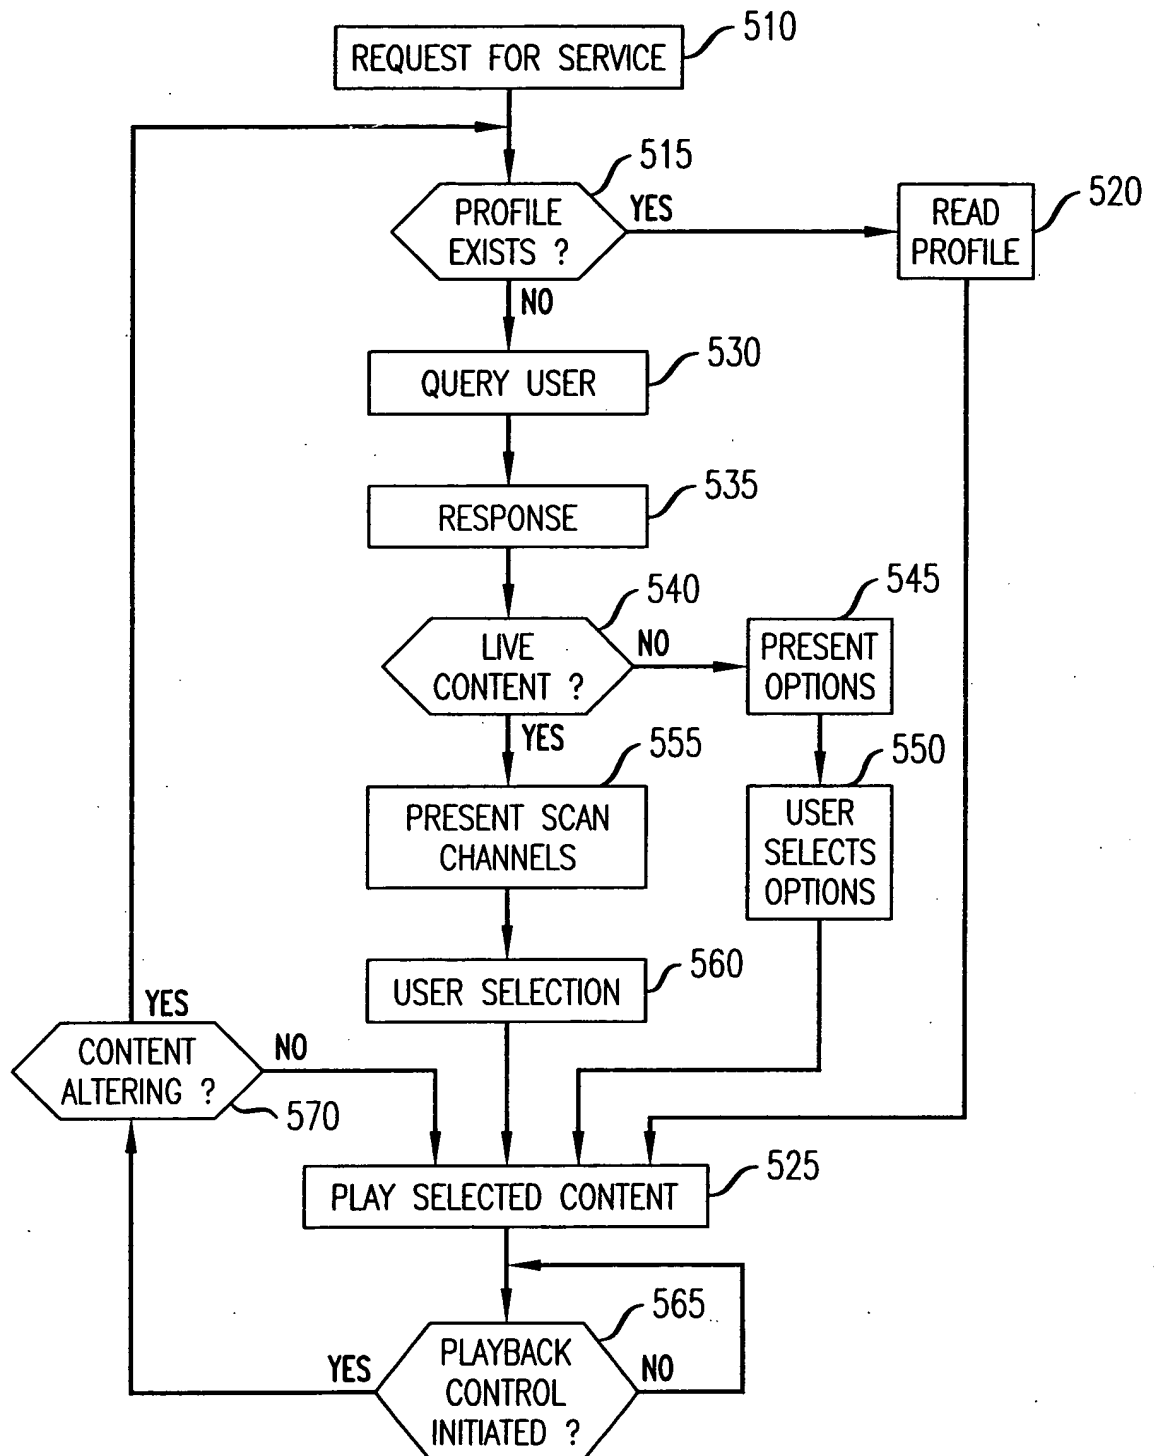 510
REQUEST FOR SERVICE
515
PROFILE
EXISTS ?
YES
520
READ
PROFILE
NO
530
QUERY USER
535
RESPONSE
540
LIVE
CONTENT ?
NO
545
PRESENT
OPTIONS
YES
555
PRESENT SCAN
CHANNELS
550
USER
SELECTS
OPTIONS
560
USER SELECTION
YES
CONTENT
ALTERING ?
NO
570
525
PLAY SELECTED CONTENT
565
PLAYBACK
CONTROL
INITIATED ?
YES
NO